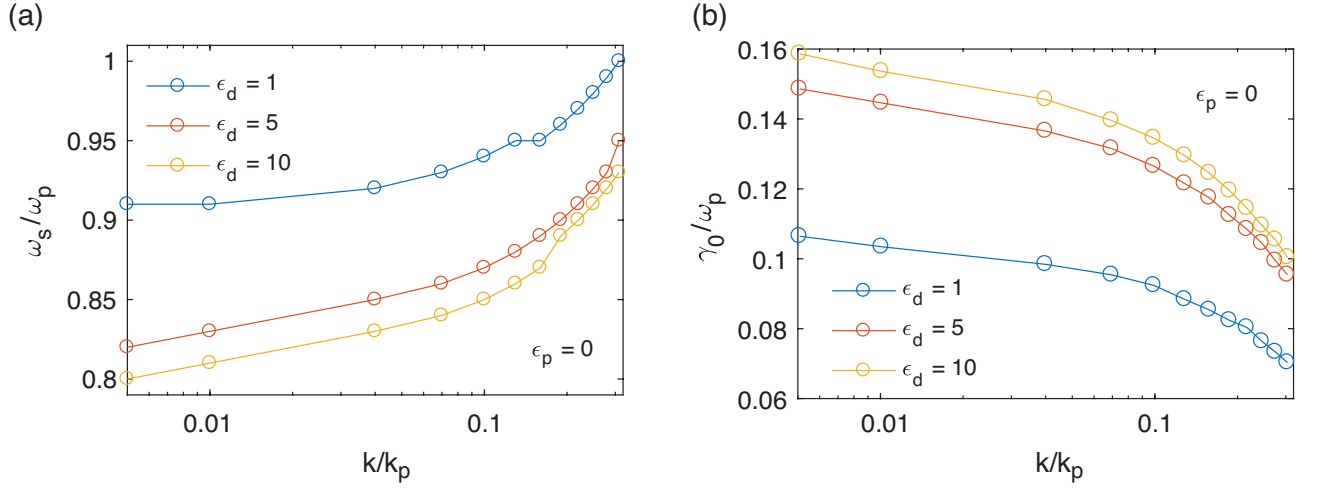 (a)
1
0.95
0.9
0.85
0.8
ω_s/ω_p
ϵ_d = 1
ϵ_d = 5
ϵ_d = 10
ϵ_p = 0
0.01
0.1
k/k_p
(b)
0.16
0.14
0.12
0.1
0.08
0.06
γ_0/ω_p
ϵ_p = 0
ϵ_d = 1
ϵ_d = 5
ϵ_d = 10
0.01
0.1
k/k_p